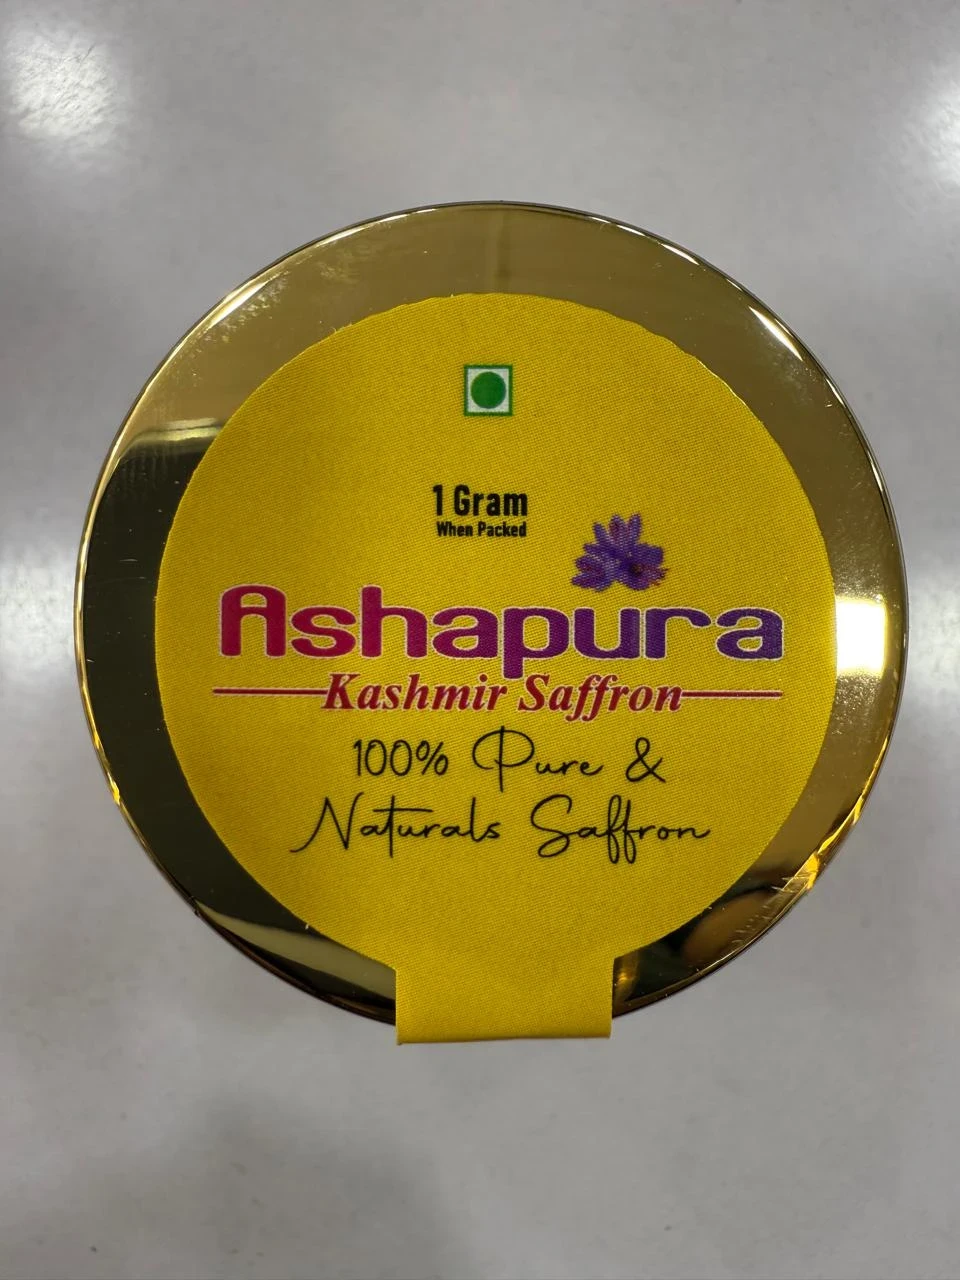 1 Gram
When Packed
Ashapura
Kashmir Saffron
100% Pure &
Naturals Saffron